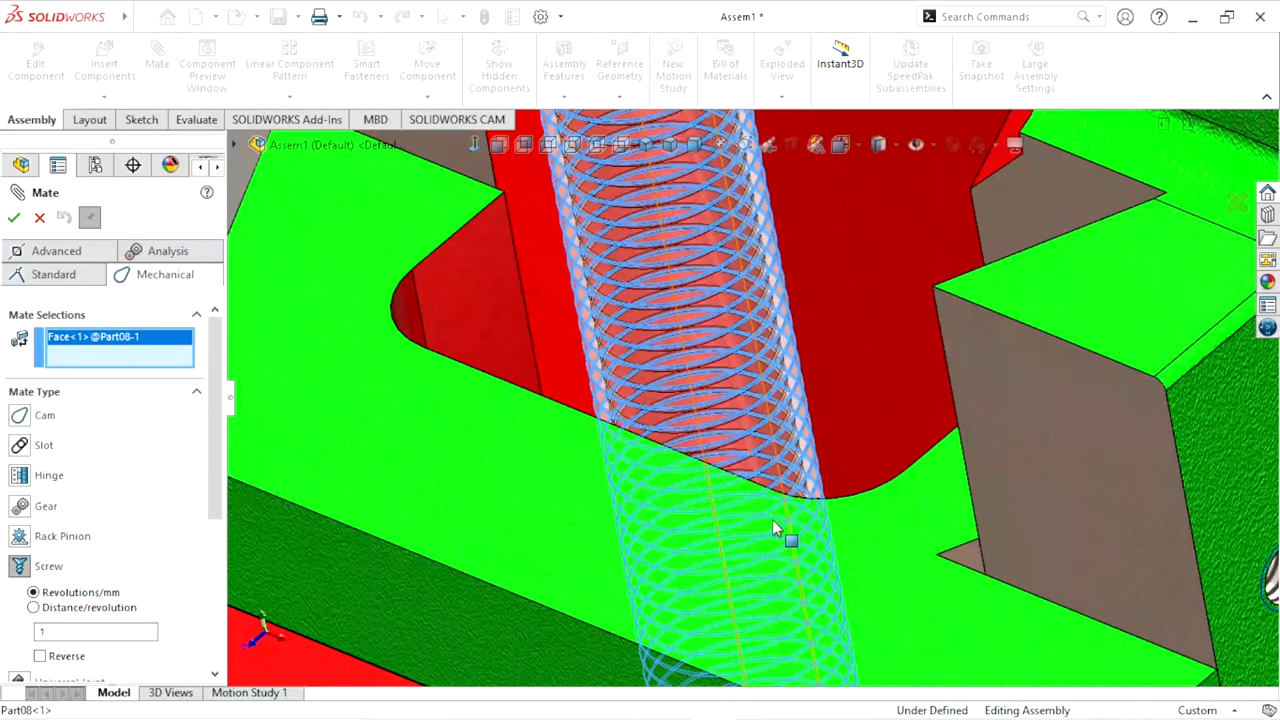 SOLIDWORKS
Assem1 *
Search Commands
Edit Component
Insert Components
Mate
Component Preview Window
Linear Component Pattern
Smart Fasteners
Move Component
Show Hidden Components
Assembly Features
Reference Geometry
New Motion Study
Bill of Materials
Exploded View
Instant3D
Update SpeedPak Subassemblies
Take Snapshot
Large Assembly Settings
Assembly
Layout
Sketch
Evaluate
SOLIDWORKS Add-Ins
MBD
SOLIDWORKS CAM
Assem1 (Default) <Defaul...
Mate
Advanced
Analysis
Standard
Mechanical
Mate Selections
Face<1>@Part08-1
Mate Type
Cam
Slot
Hinge
Gear
Rack Pinion
Screw
Revolutions/mm
Distance/revolution
1
Reverse
Model
3D Views
Motion Study 1
Part08<1>
Under Defined
Editing Assembly
Custom